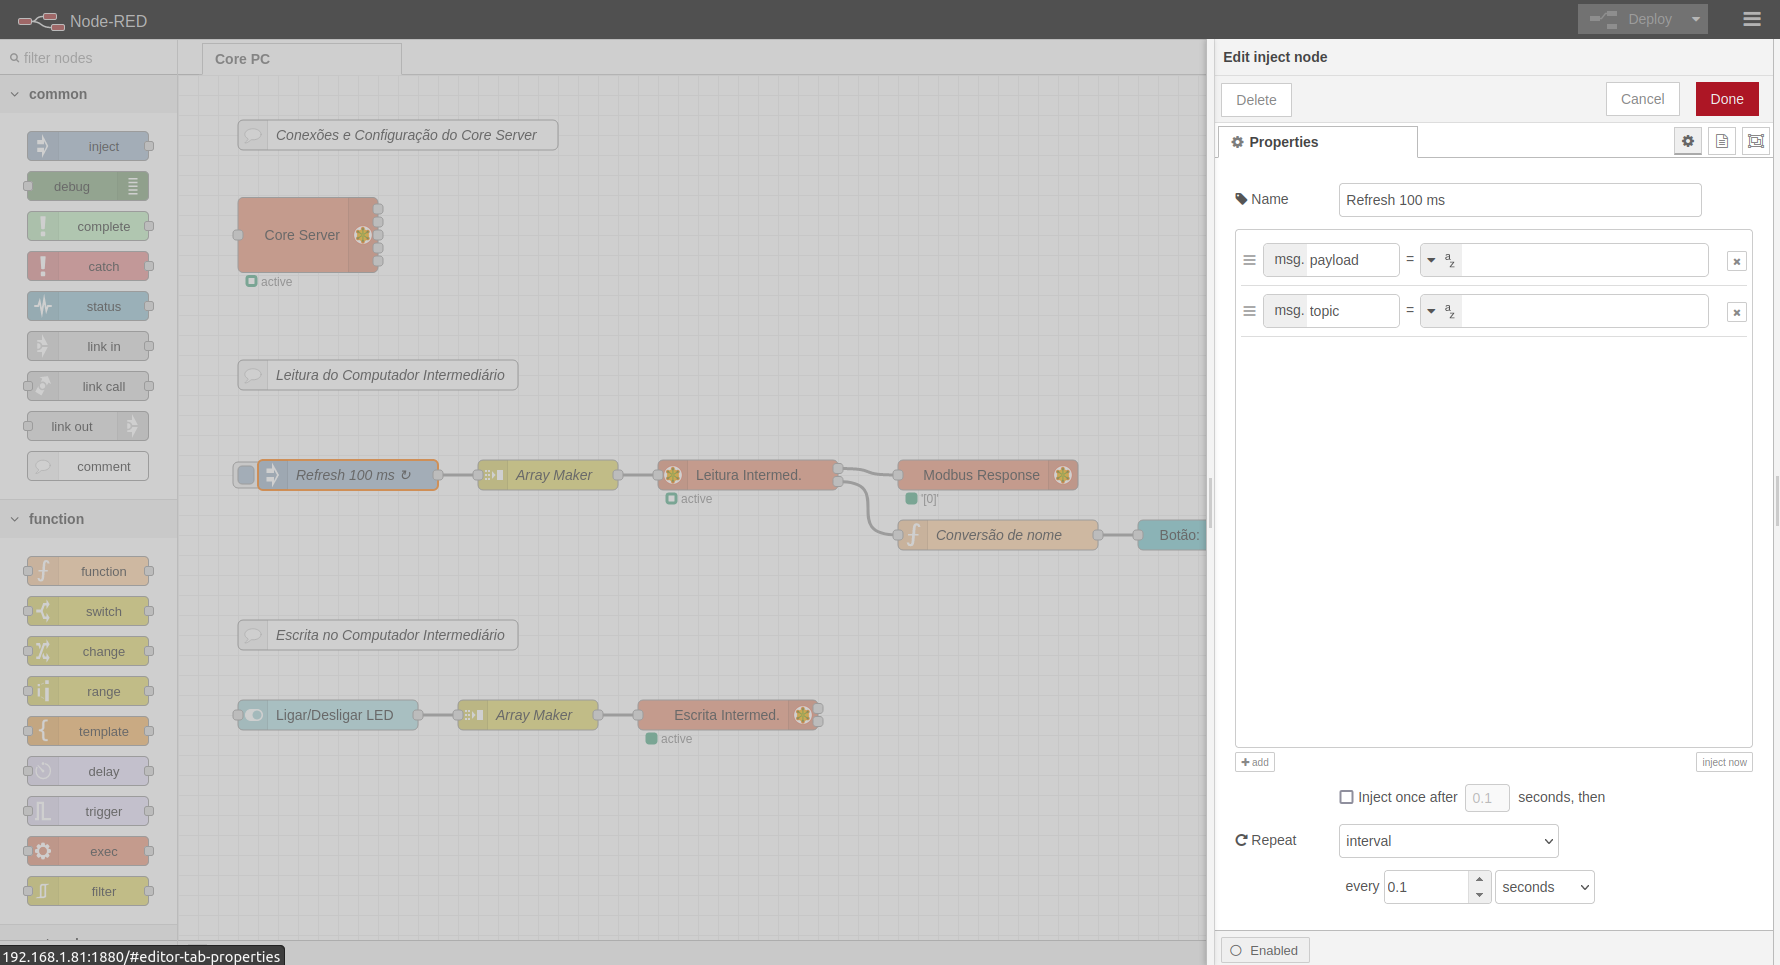 Node-RED
Deploy
filter nodes
Core PC
Edit inject node
Delete
Cancel
Done
Properties
common
inject
debug
complete
catch
status
link in
link call
link out
comment
function
function
switch
change
range
template
delay
trigger
exec
filter
Conexões e Configuração do Core Server
Core Server
active
Leitura do Computador Intermediário
Refresh 100 ms ↻
Array Maker
Leitura Intermed.
active
Modbus Response
'[0]'
Conversão de nome
Botão:
Escrita no Computador Intermediário
Ligar/Desligar LED
Array Maker
Escrita Intermed.
active
Name
Refresh 100 ms
msg. payload = a z
msg. topic = a z
add
inject now
Inject once after 0.1 seconds, then
Repeat
interval
every 0.1 seconds
Enabled
192.168.1.81:1880/#editor-tab-properties